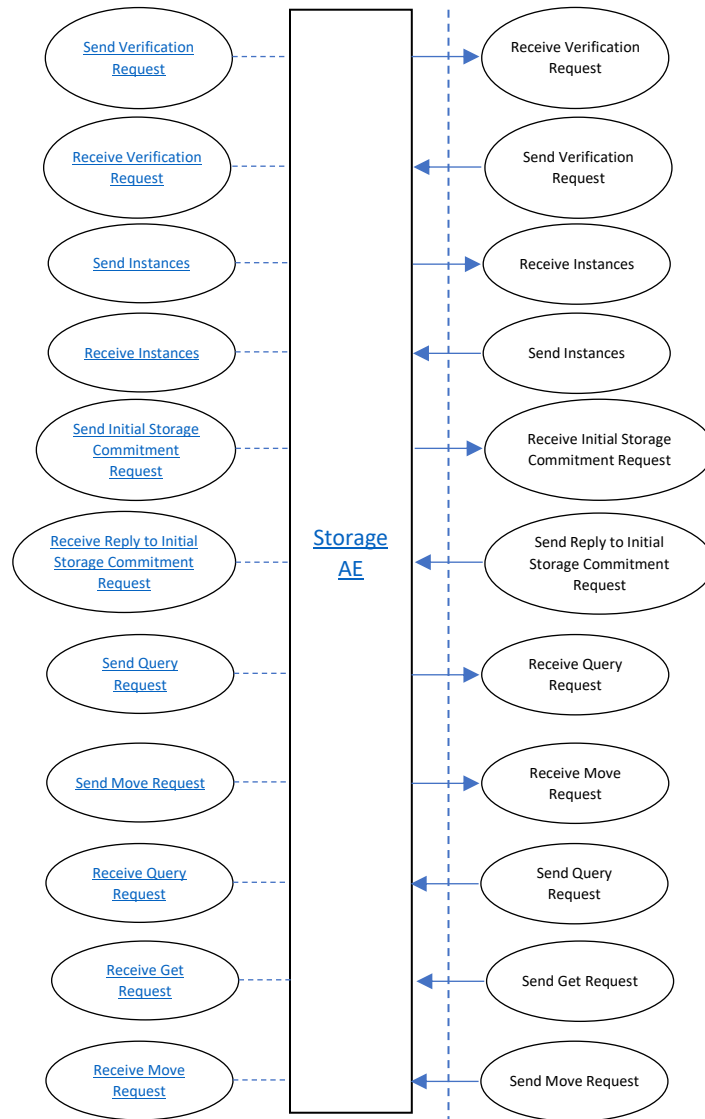 Send Verification
Request
Receive Verification
Request
Receive Verification
Request
Send Verification
Request
Send Instances
Receive Instances
Receive Instances
Send Instances
Send Initial Storage
Commitment
Request
Receive Initial Storage
Commitment Request
Storage
AE
Receive Reply to Initial
Storage Commitment
Request
Send Reply to Initial
Storage Commitment
Request
Send Query
Request
Receive Query
Request
Send Move Request
Receive Move
Request
Receive Query
Request
Send Query
Request
Receive Get
Request
Send Get Request
Receive Move
Request
Send Move Request